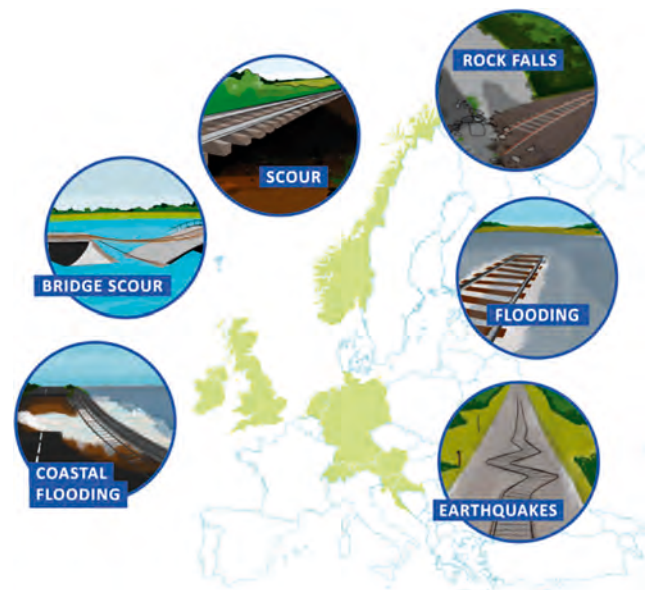 ROCK FALLS
SCOUR
BRIDGE SCOUR
FLOODING
COASTAL
FLOODING
EARTHQUAKES